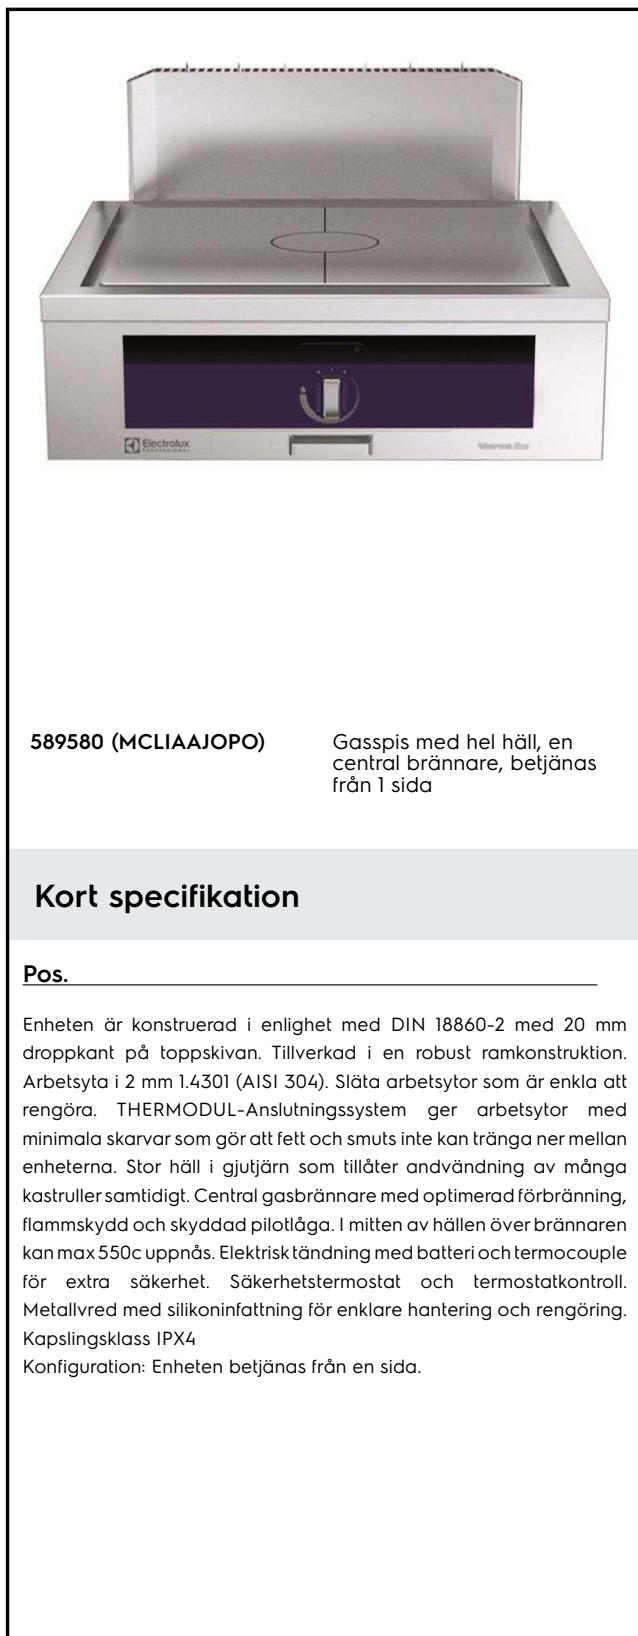 Electrolux
PROFESSIONAL
thermaline
589580 (MCLIAAJOPO)
Gasspis med hel häll, en
central brännare, betjänas
från 1 sida
Kort specifikation
Pos.
Enheten är konstruerad i enlighet med DIN 18860-2 med 20 mm
droppkant på toppskivan. Tillverkad i en robust ramkonstruktion.
Arbetsyta i 2 mm 1.4301 (AISI 304). Släta arbetsytor som är enkla att
rengöra. THERMODUL-Anslutningssystem ger arbetsytor med
minimala skarvar som gör att fett och smuts inte kan tränga ner mellan
enheterna. Stor häll i gjutjärn som tillåter andvändning av många
kastruller samtidigt. Central gasbrännare med optimerad förbränning,
flammskydd och skyddad pilotlåga. I mitten av hällen över brännaren
kan max 550c uppnås. Elektrisk tändning med batteri och termocouple
för extra säkerhet. Säkerhetstermostat och termostatkontroll.
Metallvred med silikoninfattning för enklare hantering och rengöring.
Kapslingsklass IPX4
Konfiguration: Enheten betjänas från en sida.